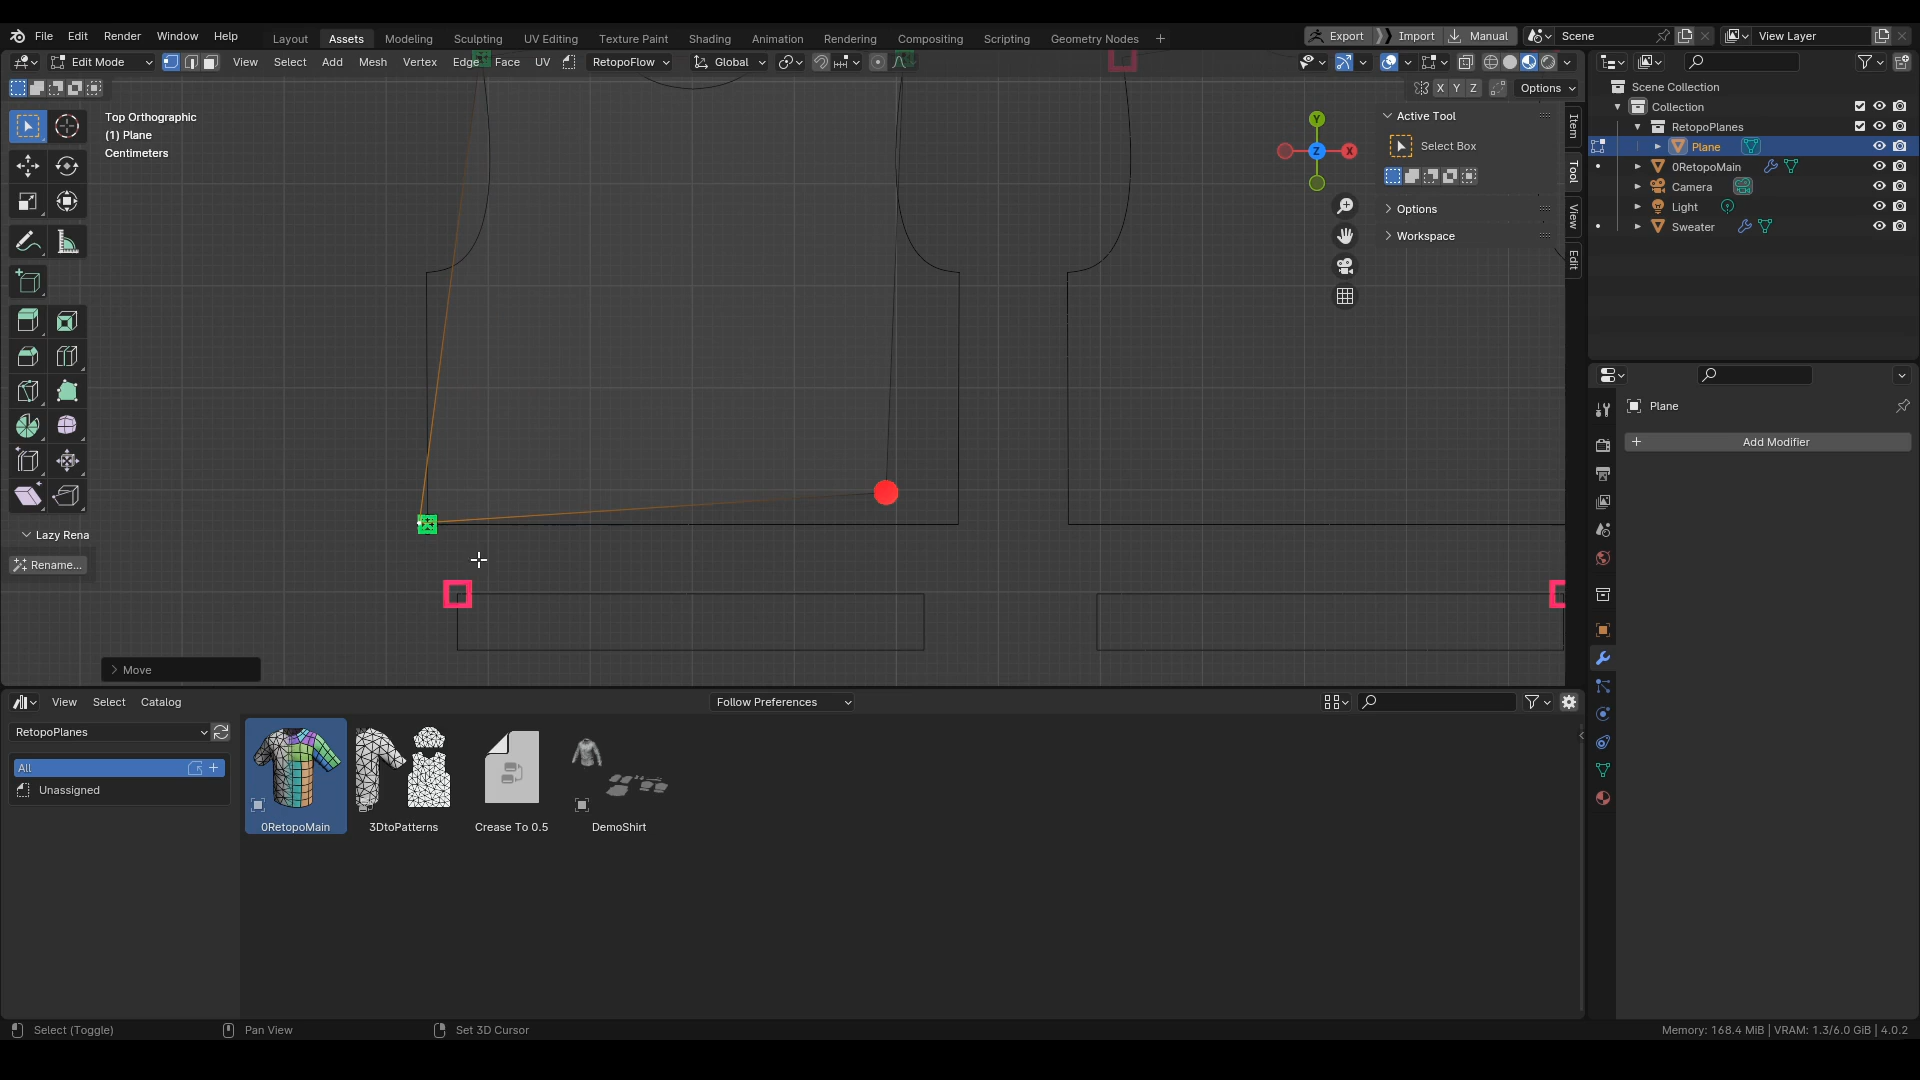 File Edit Render Window Help Layout Assets Modeling Sculpting UV Editing Texture Paint Shading Animation Rendering Compositing Scripting Geometry Nodes + Export Import Manual Scene View Layer
Edit Mode View Select Add Mesh Vertex Edge Face UV RetopoFlow Global
X Y Z Options
Top Orthographic
(1) Plane
Centimeters
Y
Z
X
Active Tool
Select Box
Options
Workspace
Item
Tool
View
Edit
Scene Collection
Collection
RetopoPlanes
Plane
0RetopoMain
Camera
Light
Sweater
Plane
Add Modifier
Lazy Rena
Rename...
Move
View Select Catalog Follow Preferences
RetopoPlanes
All
Unassigned
0RetopoMain 3DtoPatterns Crease To 0.5 DemoShirt
Select (Toggle) Pan View Set 3D Cursor Memory: 168.4 MiB | VRAM: 1.3/6.0 GiB | 4.0.2